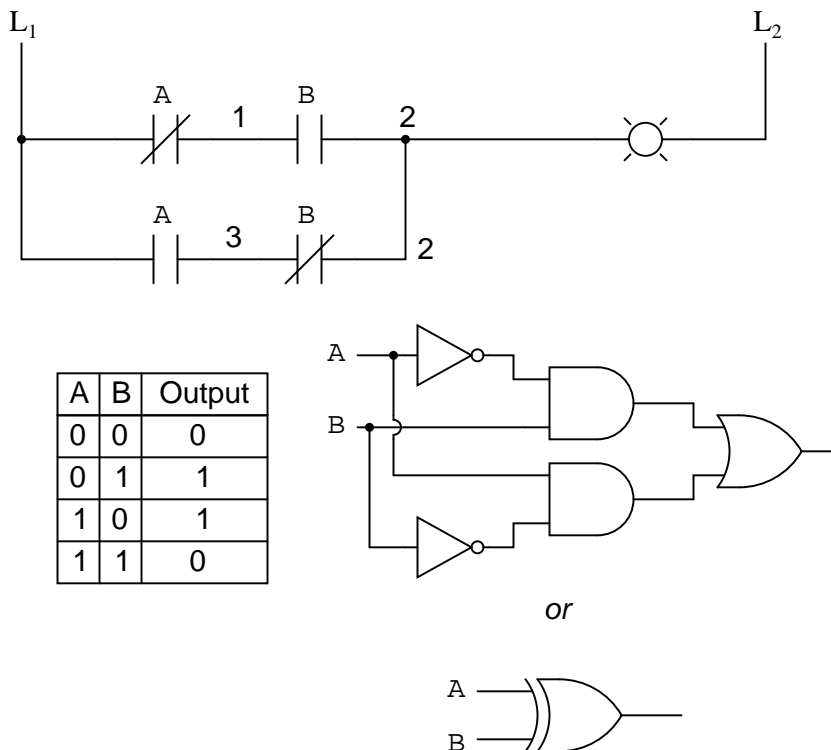 L1 L2
A 1 B 2
A 3 B 2
A
B
A B Output
0 0 0
0 1 1
1 0 1
1 1 0
or
A
B